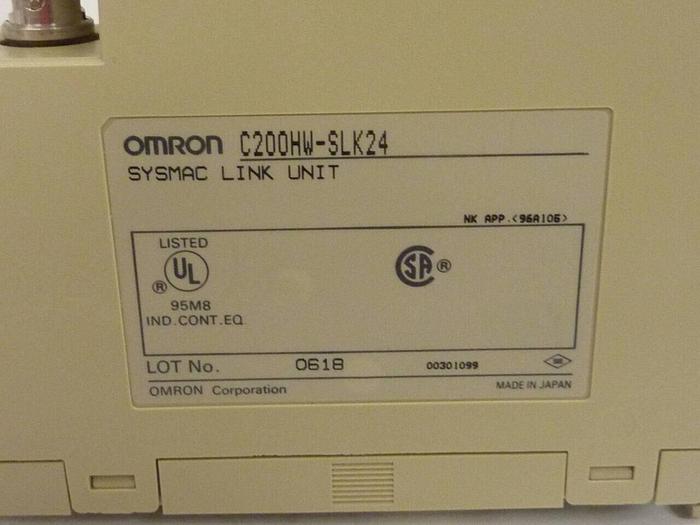 OMRON C200HW-SLK24
SYSMAC LINK UNIT
NK APP.<96A106>
LISTED
UL ®
95M8
IND.CONT.EQ
SA ®
LOT No. 0618 00301099
OMRON Corporation MADE IN JAPAN